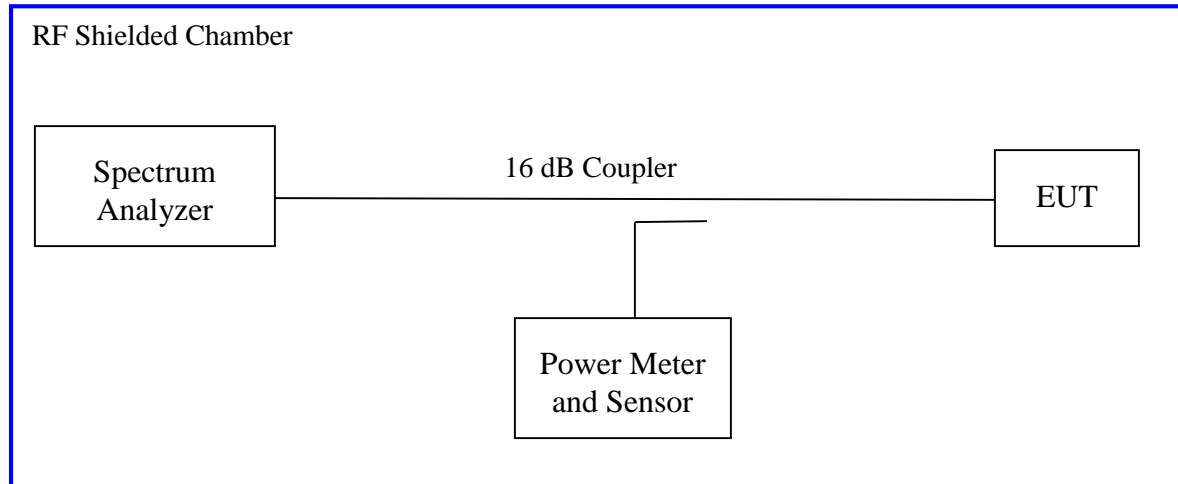 RF Shielded Chamber
16 dB Coupler
Spectrum
Analyzer
EUT
Power Meter
and Sensor